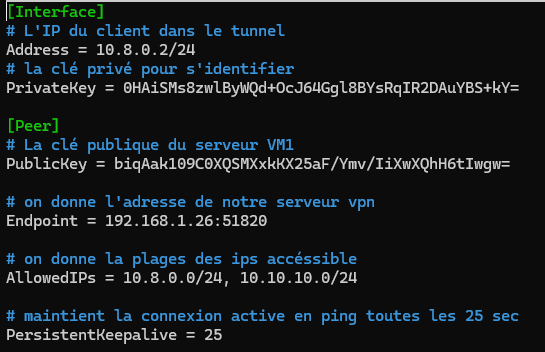 [Interface]
# L'IP du client dans le tunnel
Address = 10.8.0.2/24
# la clé privé pour s'identifier
PrivateKey = 0HAiSMs8zwlByWQd+OcJ64Ggl8BYsRqIR2DAuYBS+kY=
[Peer]
# La clé publique du serveur VM1
PublicKey = biqAak109C0XQSMXxkKX25aF/Ymv/IiXwXQhH6tIwgw=
# on donne l'adresse de notre serveur vpn
Endpoint = 192.168.1.26:51820
# on donne la plages des ips accéssible
AllowedIPs = 10.8.0.0/24, 10.10.10.0/24
# maintient la connexion active en ping toutes les 25 sec
PersistentKeepalive = 25